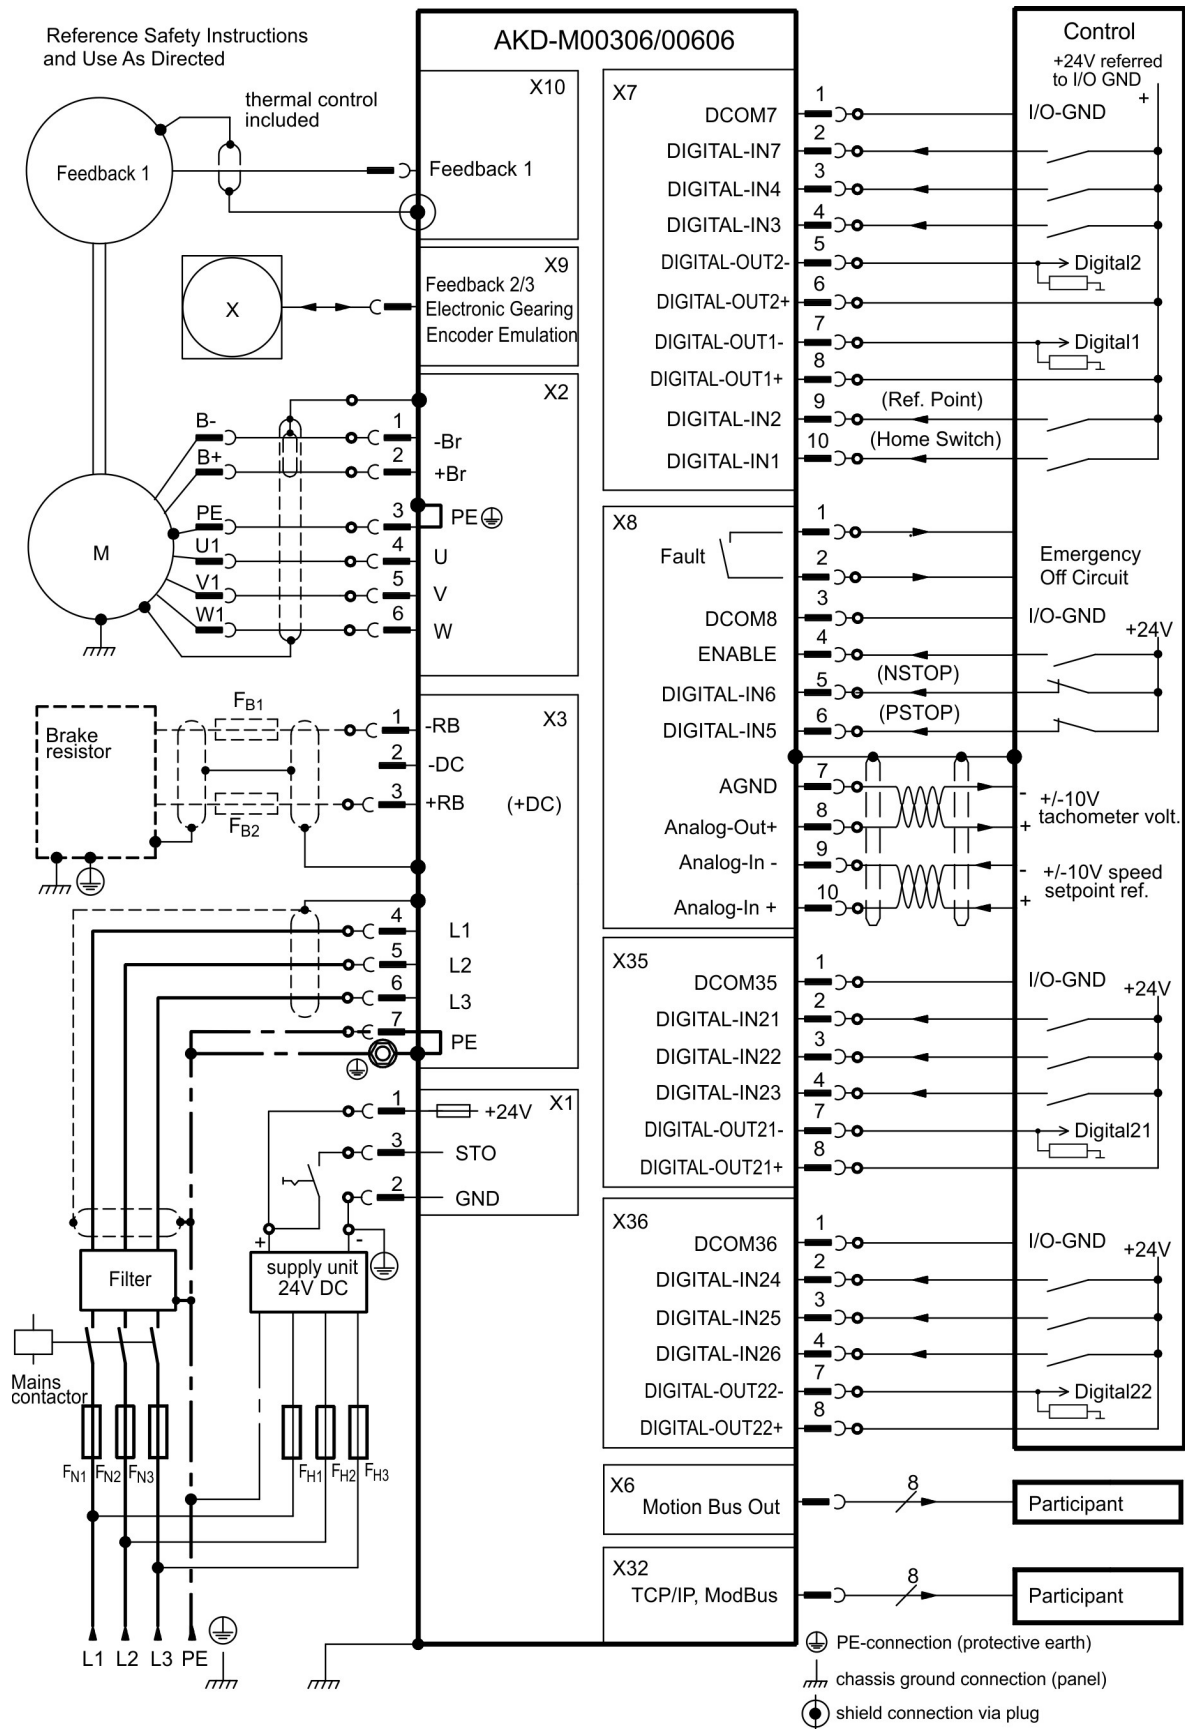 Reference Safety Instructions
and Use As Directed
AKD-M00306/00606
Control
+24V referred
to I/O GND
+
thermal control
included
Feedback 1
X10
Feedback 1
X
X9
Feedback 2/3
Electronic Gearing
Encoder Emulation
X2
B-
1
-Br
B+
2
+Br
PE
3
PE
U1
4
U
V1
5
V
W1
6
W
M
X3
Brake
resistor
FB1
1
-RB
2
-DC
FB2
3
+RB
(+DC)
4
L1
5
L2
6
L3
7
PE
X1
1
+24V
3
STO
2
GND
+
-
supply unit
24V DC
Filter
Mains
contactor
FN1
FN2
FN3
FH1
FH2
FH3
L1
L2
L3
PE
X7
DCOM7
1
I/O-GND
DIGITAL-IN7
2
DIGITAL-IN4
3
DIGITAL-IN3
4
DIGITAL-OUT2-
5
Digital2
DIGITAL-OUT2+
6
DIGITAL-OUT1-
7
Digital1
DIGITAL-OUT1+
8
DIGITAL-IN2
9
(Ref. Point)
DIGITAL-IN1
10
(Home Switch)
X8
Fault
1
2
Emergency
Off Circuit
DCOM8
3
I/O-GND
+24V
ENABLE
4
DIGITAL-IN6
5
(NSTOP)
DIGITAL-IN5
6
(PSTOP)
AGND
7
-
+/-10V
tachometer volt.
Analog-Out+
8
+
Analog-In -
9
-
+/-10V speed
setpoint ref.
Analog-In +
10
+
X35
DCOM35
1
I/O-GND
+24V
DIGITAL-IN21
2
DIGITAL-IN22
3
DIGITAL-IN23
4
DIGITAL-OUT21-
7
Digital21
DIGITAL-OUT21+
8
X36
DCOM36
1
I/O-GND
+24V
DIGITAL-IN24
2
DIGITAL-IN25
3
DIGITAL-IN26
4
DIGITAL-OUT22-
7
Digital22
DIGITAL-OUT22+
8
X6
Motion Bus Out
8
Participant
X32
TCP/IP, ModBus
8
Participant
PE-connection (protective earth)
chassis ground connection (panel)
shield connection via plug